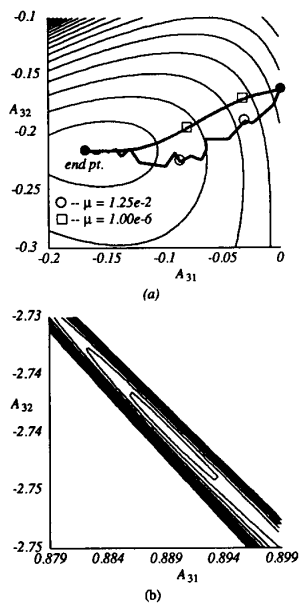 (a)
-0.1
-0.15
A32
-0.2
-0.25
-0.3
end pt.
○ -- μ = 1.25e-2
□ -- μ = 1.00e-6
-0.2 -0.15 -0.1 -0.05 0
A31
(a)
-2.73
-2.74
A32
-2.74
-2.75
-2.75
0.879 0.884 0.889 0.894 0.899
A31
(b)